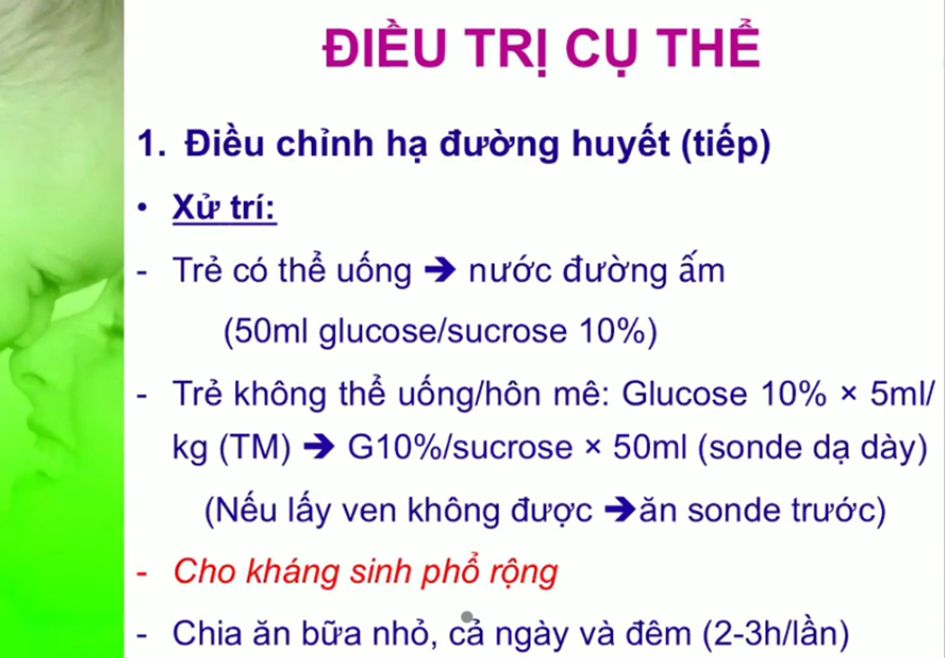 ĐIỀU TRỊ CỤ THỂ
1. Điều chỉnh hạ đường huyết (tiếp)
• Xử trí:
- Trẻ có thể uống ➔ nước đường ấm
(50ml glucose/sucrose 10%)
- Trẻ không thể uống/hôn mê: Glucose 10% × 5ml/
kg (TM) ➔ G10%/sucrose × 50ml (sonde dạ dày)
(Nếu lấy ven không được ➔ăn sonde trước)
- Cho kháng sinh phổ rộng
- Chia ăn bữa nhỏ, cả ngày và đêm (2-3h/lần)